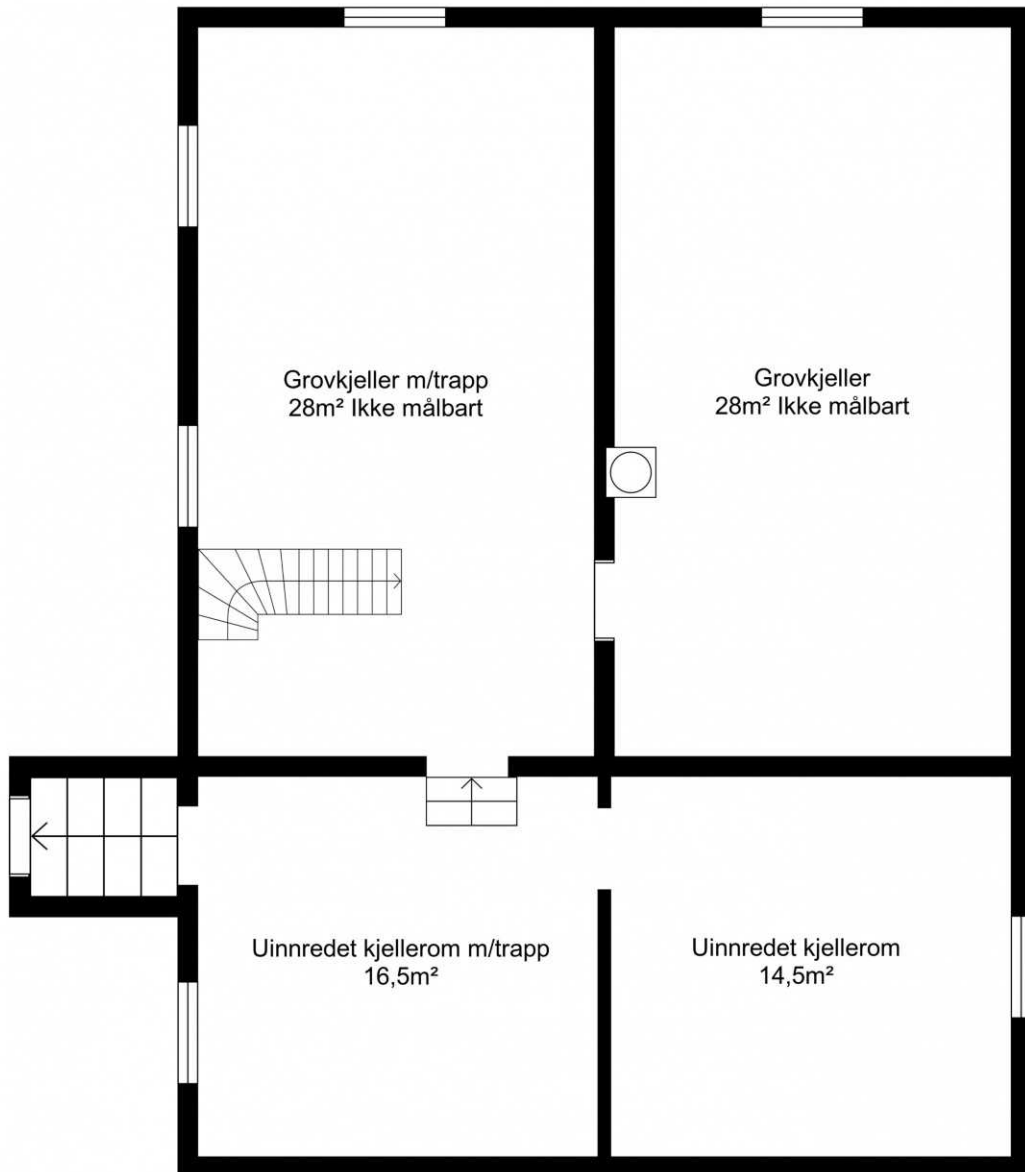 Grovkjeller m/trapp
28m² Ikke målbart
Grovkjeller
28m² Ikke målbart
Uinnredet kjellerom m/trapp
16,5m²
Uinnredet kjellerom
14,5m²